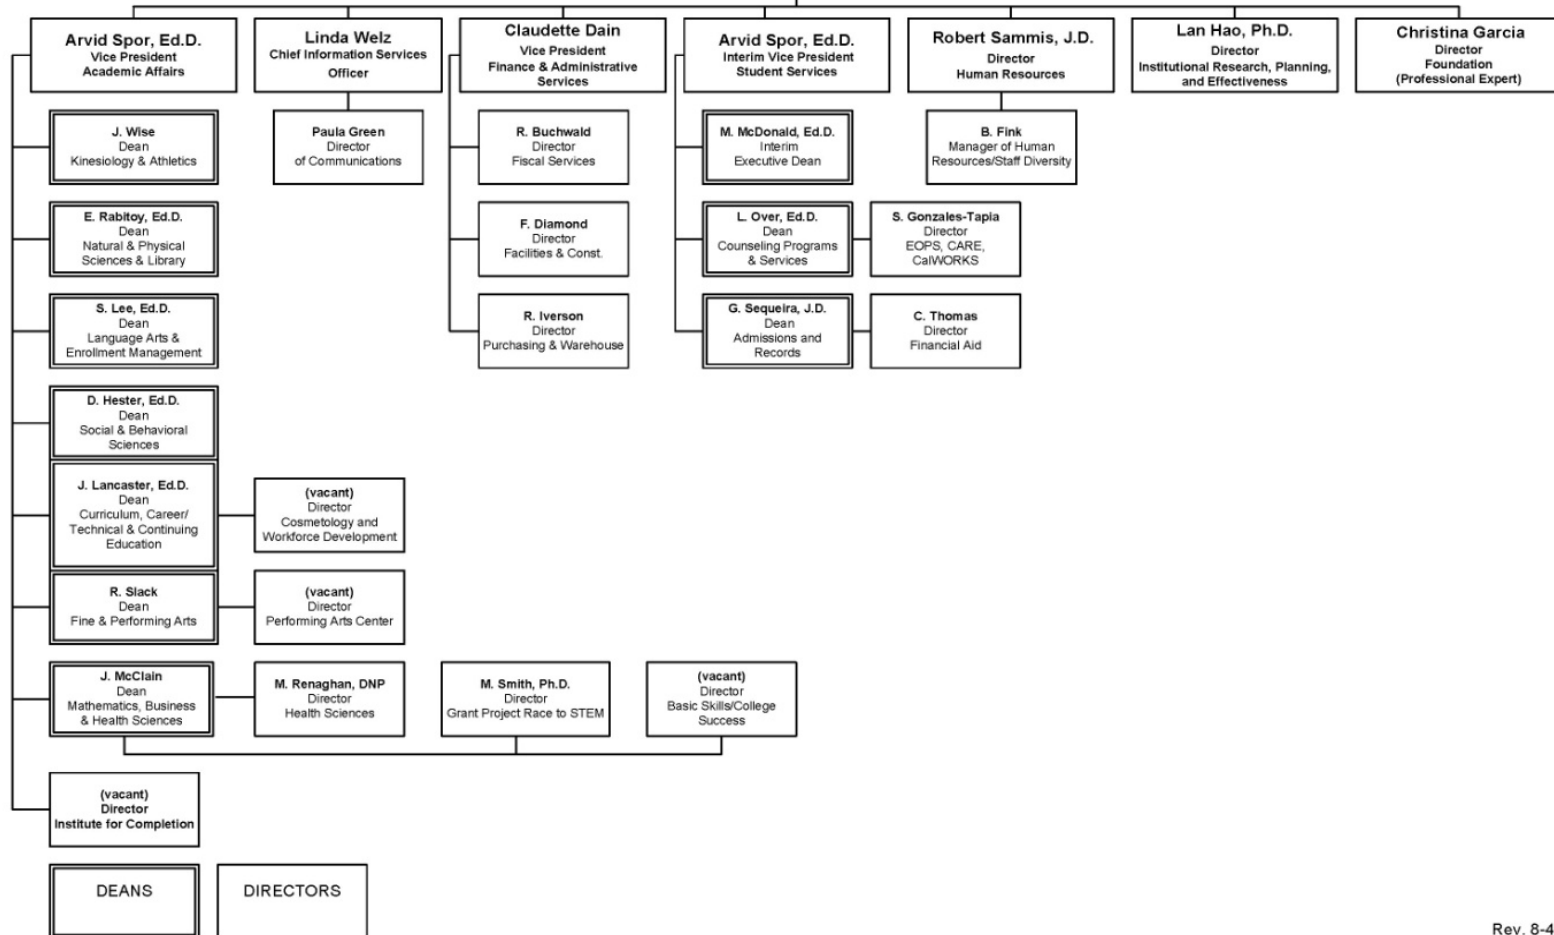 Arvid Spor, Ed.D.
Vice President
Academic Affairs
Linda Welz
Chief Information Services
Officer
Claudette Dain
Vice President
Finance & Administrative
Services
Arvid Spor, Ed.D.
Interim Vice President
Student Services
Robert Sammis, J.D.
Director
Human Resources
Lan Hao, Ph.D.
Director
Institutional Research, Planning,
and Effectiveness
Christina Garcia
Director
Foundation
(Professional Expert)
J. Wise
Dean
Kinesiology & Athletics
Paula Green
Director
of Communications
R. Buchwald
Director
Fiscal Services
M. McDonald, Ed.D.
Interim
Executive Dean
B. Fink
Manager of Human
Resources/Staff Diversity
E. Rabitoy, Ed.D.
Dean
Natural & Physical
Sciences & Library
F. Diamond
Director
Facilities & Const.
L. Over, Ed.D.
Dean
Counseling Programs
& Services
S. Gonzales-Tapia
Director
EOPS, CARE,
CalWORKS
S. Lee, Ed.D.
Dean
Language Arts &
Enrollment Management
R. Iverson
Director
Purchasing & Warehouse
G. Sequeira, J.D.
Dean
Admissions and
Records
C. Thomas
Director
Financial Aid
D. Hester, Ed.D.
Dean
Social & Behavioral
Sciences
J. Lancaster, Ed.D.
Dean
Curriculum, Career/
Technical & Continuing
Education
(vacant)
Director
Cosmetology and
Workforce Development
R. Slack
Dean
Fine & Performing Arts
(vacant)
Director
Performing Arts Center
J. McClain
Dean
Mathematics, Business
& Health Sciences
M. Renaghan, DNP
Director
Health Sciences
M. Smith, Ph.D.
Director
Grant Project Race to STEM
(vacant)
Director
Basic Skills/College
Success
(vacant)
Director
Institute for Completion
DEANS
DIRECTORS
Rev. 8-4